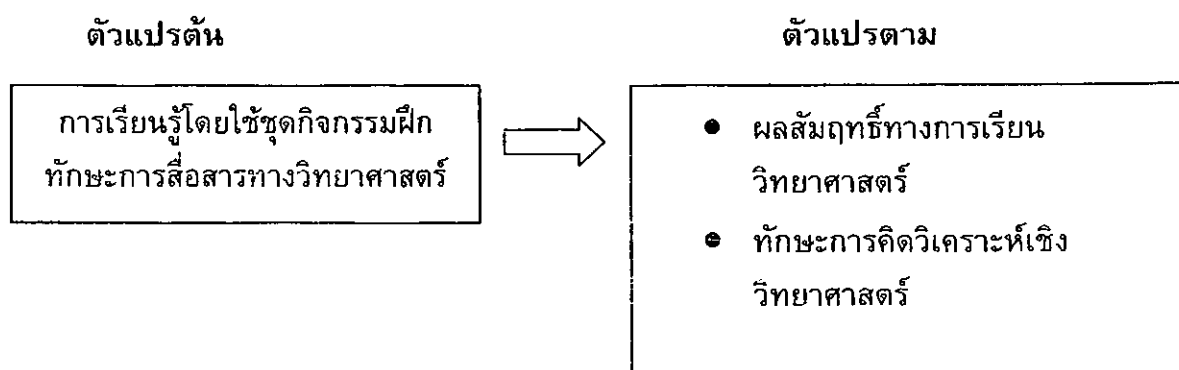 ตัวแปรต้น
ตัวแปรตาม
การเรียนรู้โดยใช้ชุดกิจกรรมฝึก
ทักษะการสื่อสารทางวิทยาศาสตร์
● ผลสัมฤทธิ์ทางการเรียน
วิทยาศาสตร์
● ทักษะการคิดวิเคราะห์เชิง
วิทยาศาสตร์